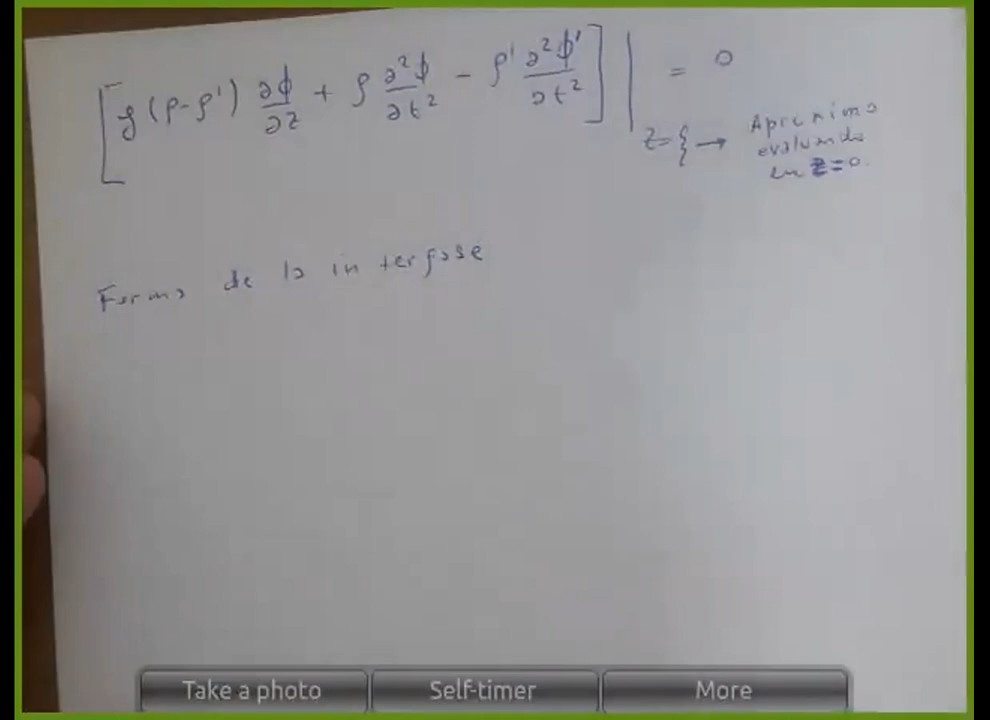 [g(ρ-ρ') ∂ϕ/∂z + ρ ∂²ϕ/∂t² - ρ' ∂²ϕ'/∂t²]|z=ξ = 0
→ Aproximo
evaluando
en z=0.
Forma de la interfase
Take a photo
Self-timer
More